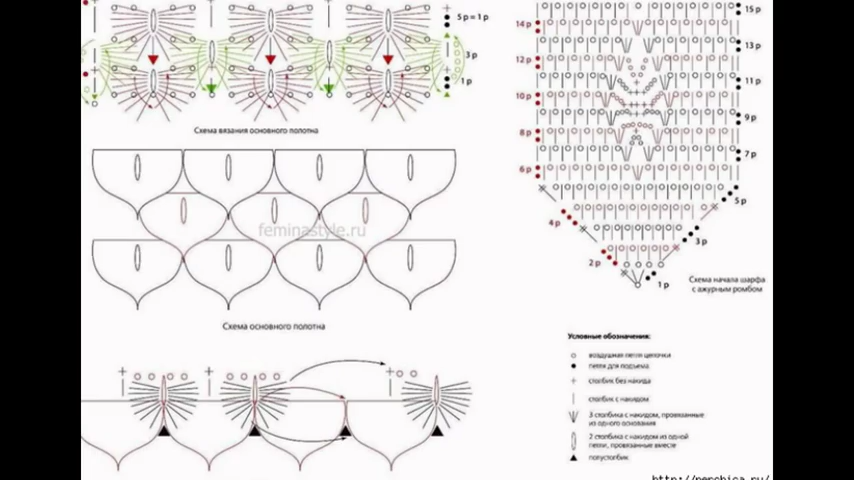 5 р = 1 р
3 р
1 р
Схема вязания основного полотна
feminastyle.ru
Схема основного полотна
15 р
14 р
13 р
12 р
11 р
10 р
9 р
8 р
7 р
6 р
5 р
4 р
3 р
2 р
1 р
Схема начала шарфа
с ажурным ромбом
Условные обозначения:
воздушная петля цепочки
петля для подъема
столбик без накида
столбик с накидом
3 столбика с накидом, провязанные
из одного основания
2 столбика с накидом из одной
петли, провязанные вместе
полустолбик